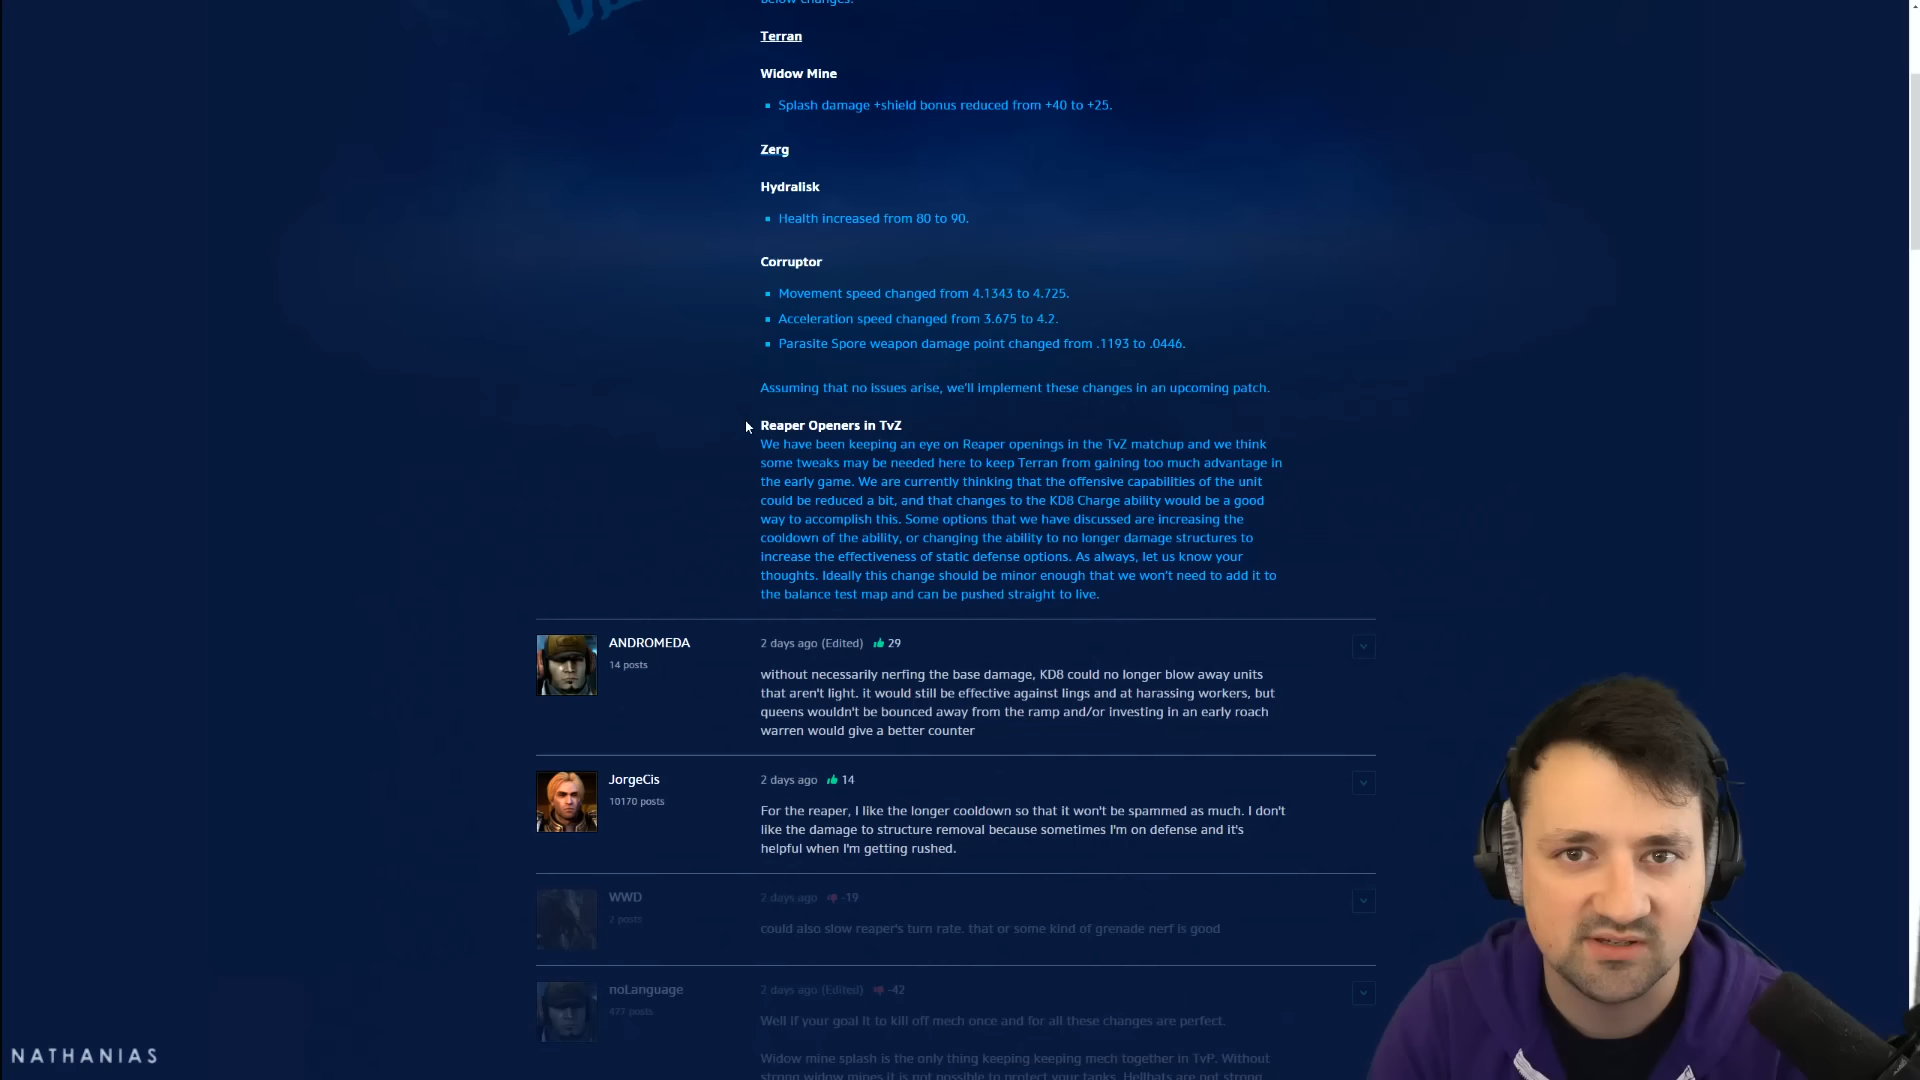 below changes.
Terran
Widow Mine
Splash damage +shield bonus reduced from +40 to +25.
Zerg
Hydralisk
Health increased from 80 to 90.
Corruptor
Movement speed changed from 4.1343 to 4.725.
Acceleration speed changed from 3.675 to 4.2.
Parasite Spore weapon damage point changed from .1193 to .0446.
Assuming that no issues arise, we'll implement these changes in an upcoming patch.
Reaper Openers in TvZ
We have been keeping an eye on Reaper openings in the TvZ matchup and we think
some tweaks may be needed here to keep Terran from gaining too much advantage in
the early game. We are currently thinking that the offensive capabilities of the unit
could be reduced a bit, and that changes to the KD8 Charge ability would be a good
way to accomplish this. Some options that we have discussed are increasing the
cooldown of the ability, or changing the ability to no longer damage structures to
increase the effectiveness of static defense options. As always, let us know your
thoughts. Ideally this change should be minor enough that we won't need to add it to
the balance test map and can be pushed straight to live.
ANDROMEDA
14 posts
2 days ago (Edited) 29
without necessarily nerfing the base damage, KD8 could no longer blow away units
that aren't light. it would still be effective against lings and at harassing workers, but
queens wouldn't be bounced away from the ramp and/or investing in an early roach
warren would give a better counter
JorgeCis
10170 posts
2 days ago 14
For the reaper, I like the longer cooldown so that it won't be spammed as much. I don't
like the damage to structure removal because sometimes I'm on defense and it's
helpful when I'm getting rushed.
WWD
2 posts
2 days ago -19
could also slow reaper's turn rate. that or some kind of grenade nerf is good
noLanguage
477 posts
2 days ago (Edited) -42
Well if your goal it to kill off mech once and for all these changes are perfect.
Widow mine splash is the only thing keeping keeping mech together in TvP. Without
strong widow mines it is not possible to protect your tanks. Hellbats are not strong
NATHANIAS